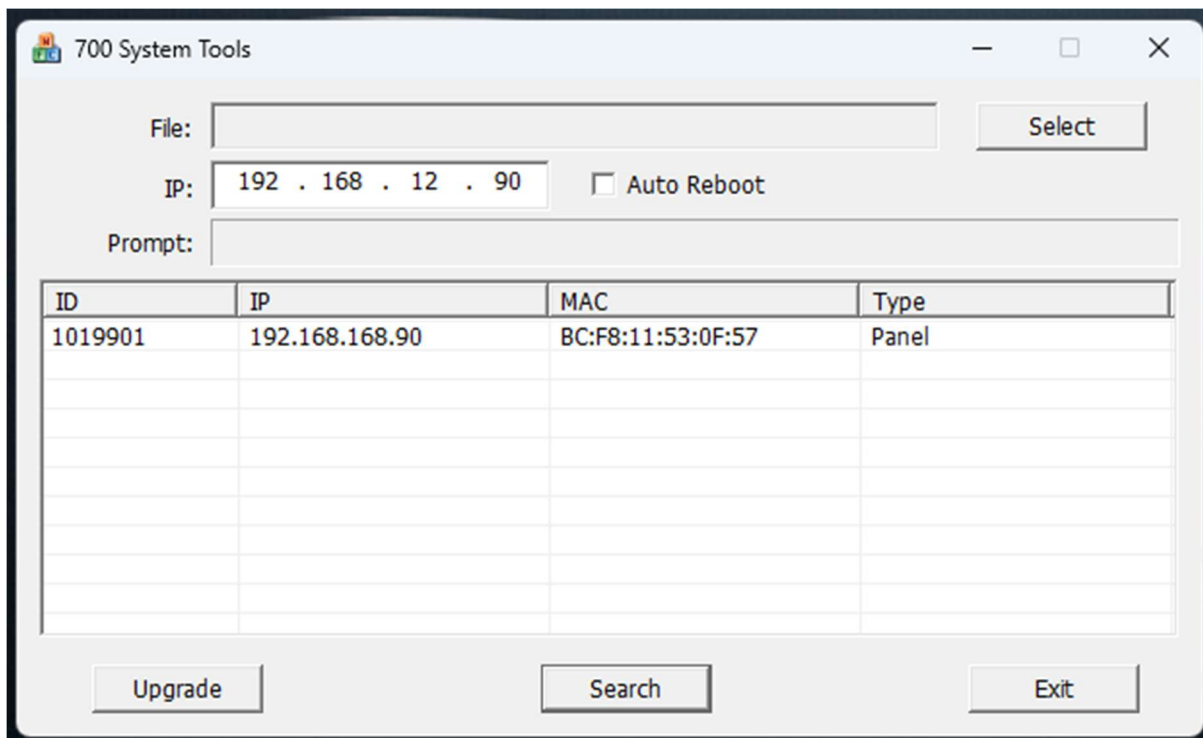 700 System Tools
File:
Select
IP: 192 . 168 . 12 . 90 Auto Reboot
Prompt:
ID IP MAC Type
1019901 192.168.168.90 BC:F8:11:53:0F:57 Panel
Upgrade Search Exit